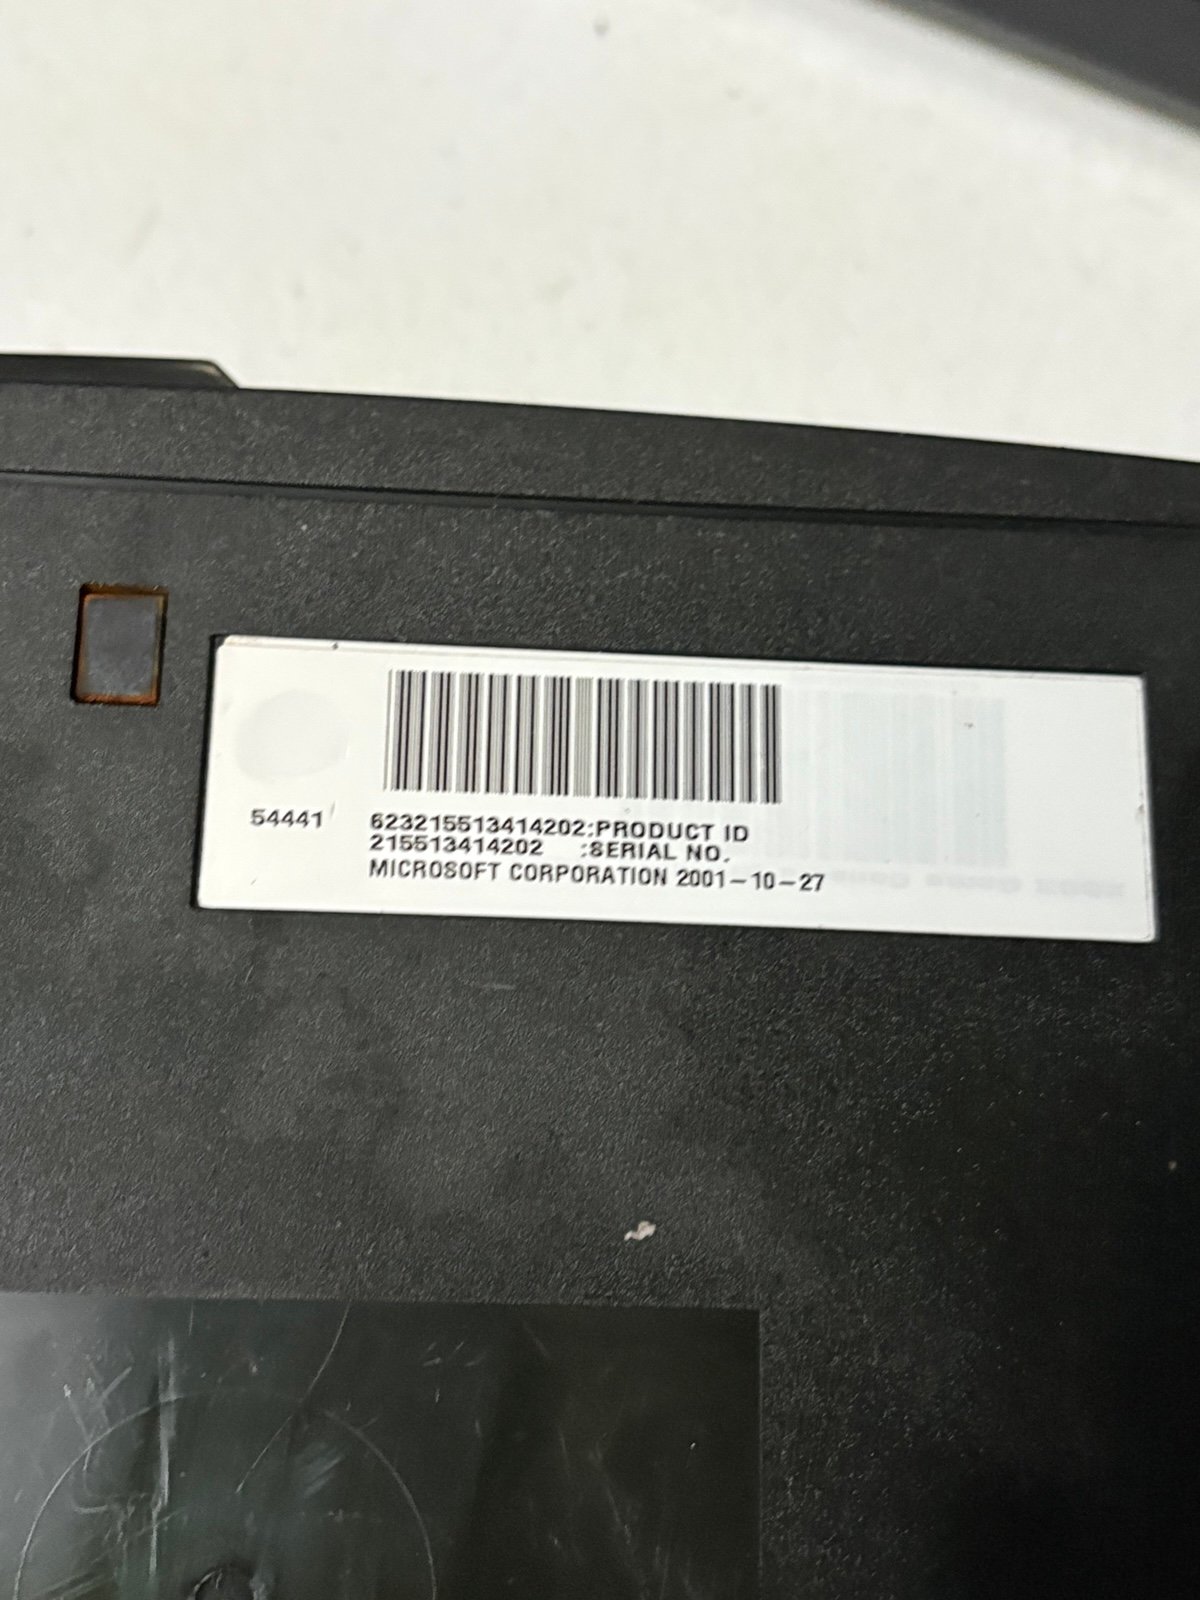 54441
623215513414202:PRODUCT ID
215513414202 :SERIAL NO.
MICROSOFT CORPORATION 2001-10-27